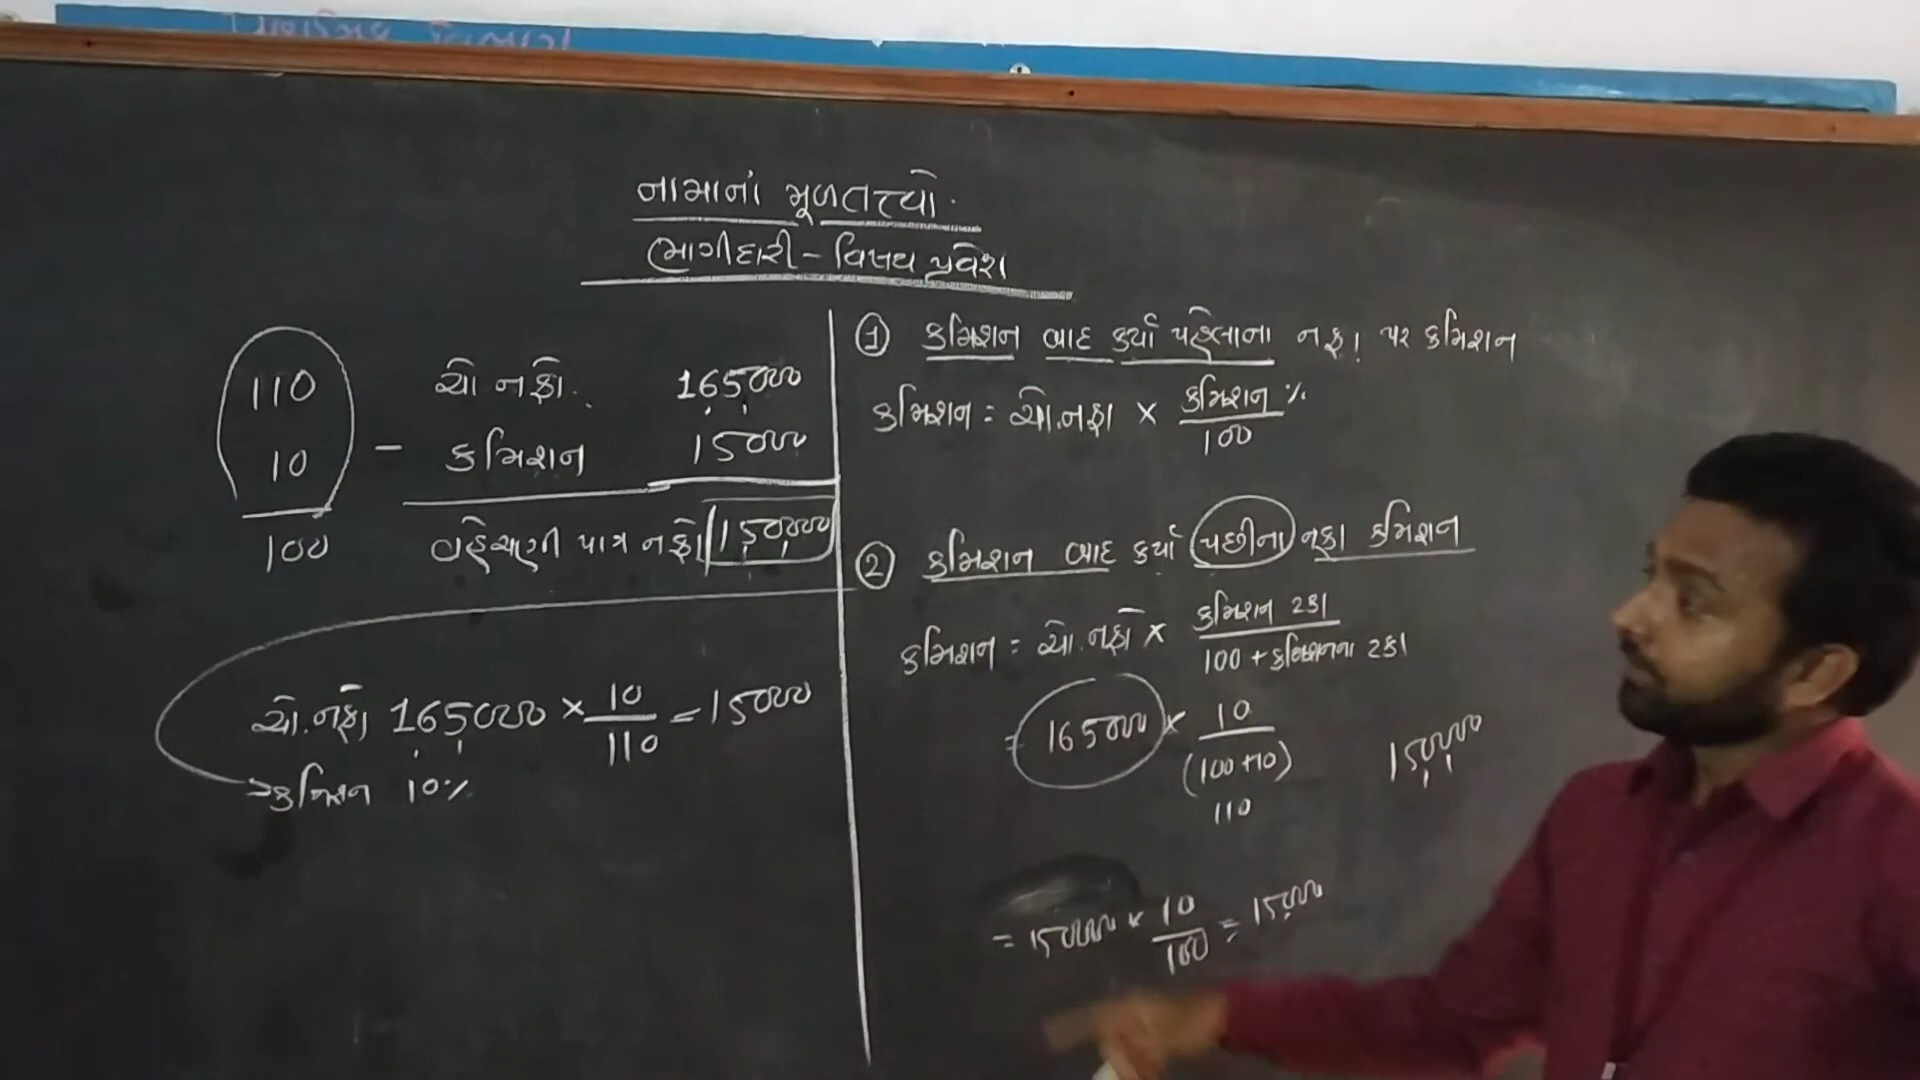 નામાનાં મૂળતત્ત્વો.
ભાગીદારી - વિષય પ્રવેશ
110 ચો નફો. 165000
10 - કમિશન 15000
100 વહેંચણી પાત્ર નફો 150000
ચો.નફો 165000 × 10/110 = 15000
કમિશન 10%
① કમિશન બાદ કર્યા પહેલાના નફા પર કમિશન
કમિશન = ચો.નફા × કમિશન %/100
② કમિશન બાદ કર્યા પછીના નફા કમિશન
કમિશન = ચો.નફો × કમિશન ટકા/100 + કમિશનના ટકા
= 165000 × 10/(100+10)
110
150000
= 150000 × 10/100 = 15000